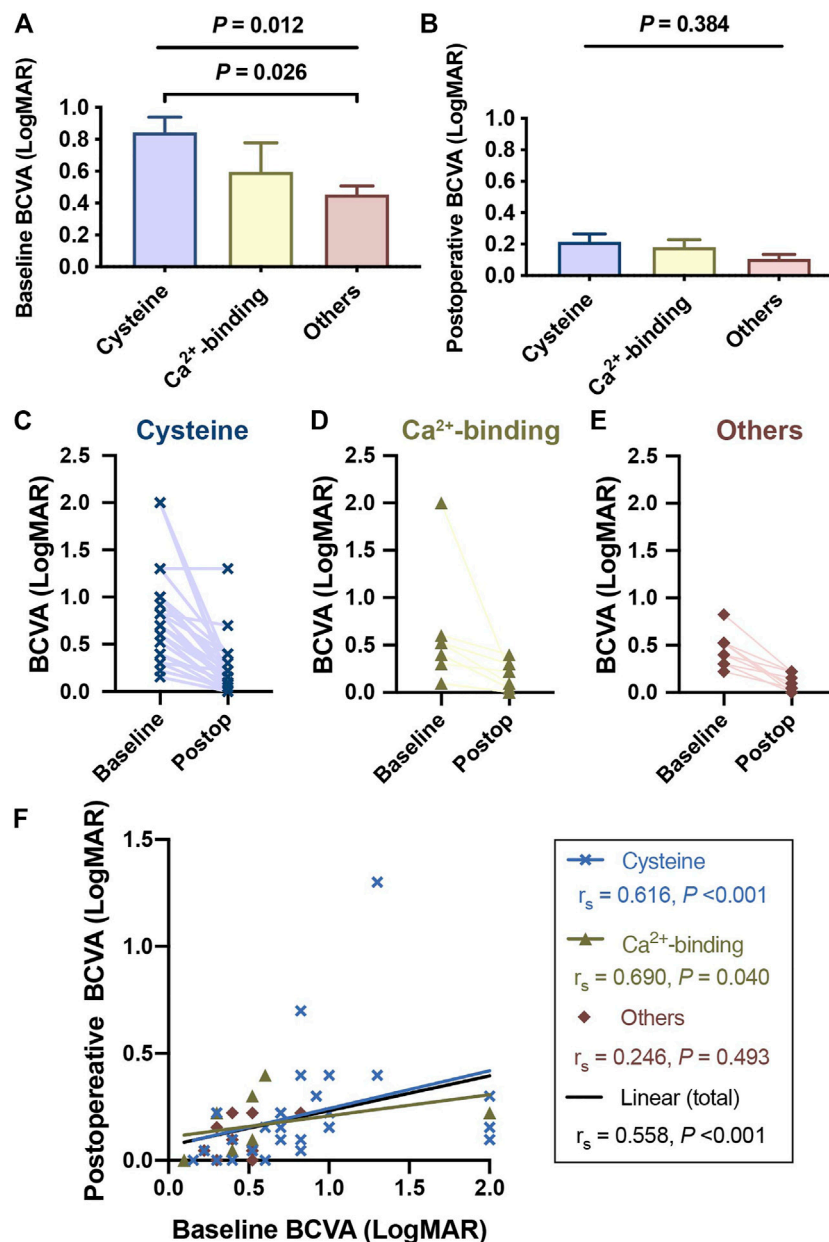 A
P = 0.012
P = 0.026
Baseline BCVA (LogMAR)
1.0
0.8
0.6
0.4
0.2
0.0
Cysteine
Ca²⁺-binding
Others
B
P = 0.384
Postoperative BCVA (LogMAR)
1.0
0.8
0.6
0.4
0.2
0.0
Cysteine
Ca²⁺-binding
Others
C
Cysteine
BCVA (LogMAR)
2.5
2.0
1.5
1.0
0.5
0.0
Baseline
Postop
D
Ca²⁺-binding
BCVA (LogMAR)
2.5
2.0
1.5
1.0
0.5
0.0
Baseline
Postop
E
Others
BCVA (LogMAR)
2.5
2.0
1.5
1.0
0.5
0.0
Baseline
Postop
F
Postopereative BCVA (LogMAR)
1.5
1.0
0.5
0.0
0.0
0.5
1.0
1.5
2.0
Baseline BCVA (LogMAR)
Cysteine
rₛ = 0.616, P <0.001
Ca²⁺-binding
rₛ = 0.690, P = 0.040
Others
rₛ = 0.246, P = 0.493
Linear (total)
rₛ = 0.558, P <0.001